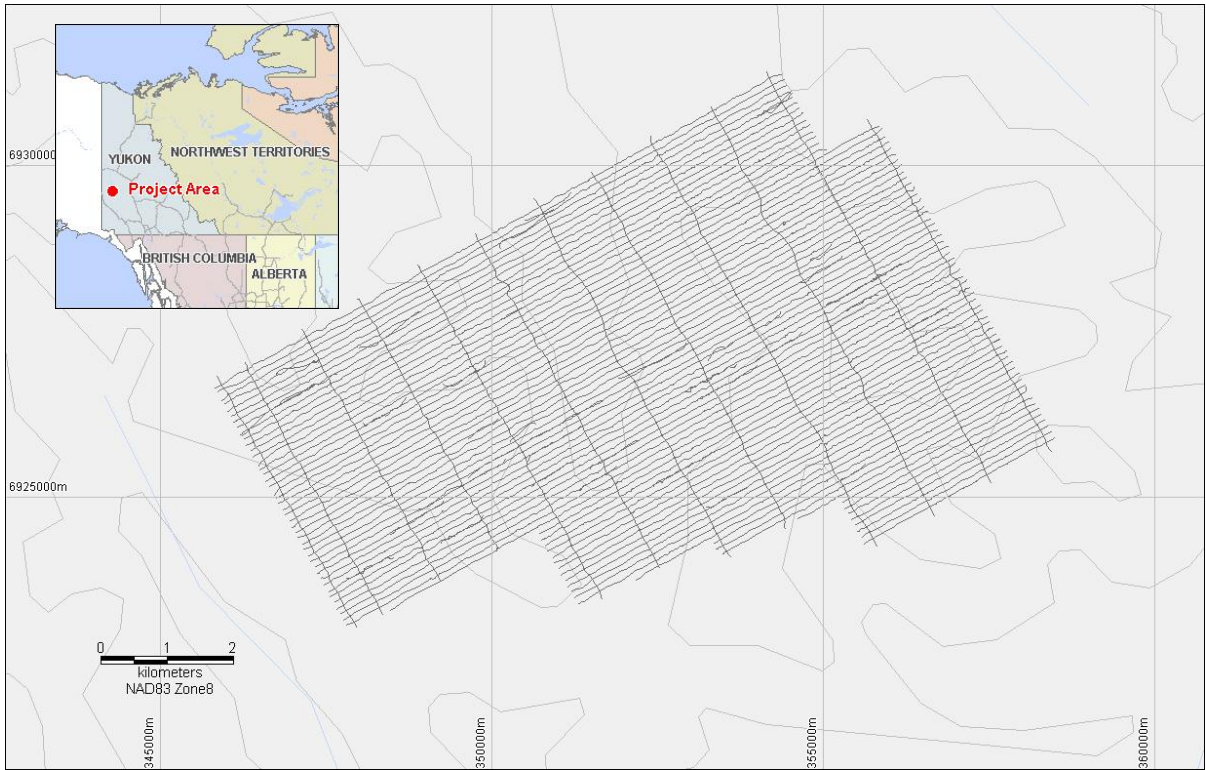 YUKON
NORTHWEST TERRITORIES
Project Area
BRITISH COLUMBIA
ALBERTA
6930000
6925000m
0 1 2
kilometers
NAD83 Zone8
345000m
350000m
355000m
360000m